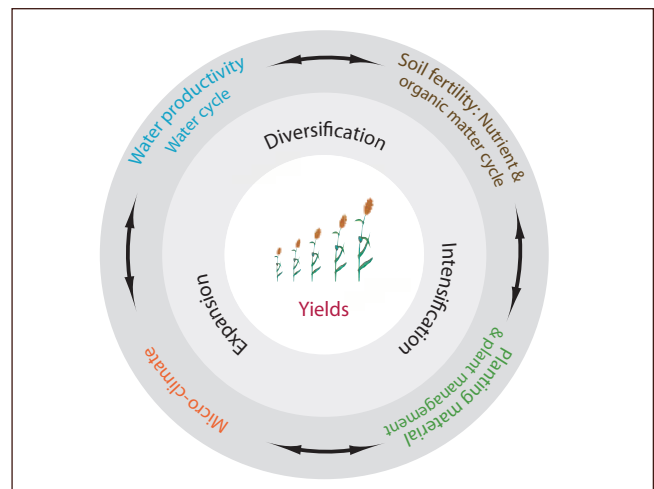 Water productivity
Water cycle
Soil fertility: Nutrient &
organic matter cycle
Diversification
Expansion
Intensification
Yields
Micro-climate
Planting material
& plant management